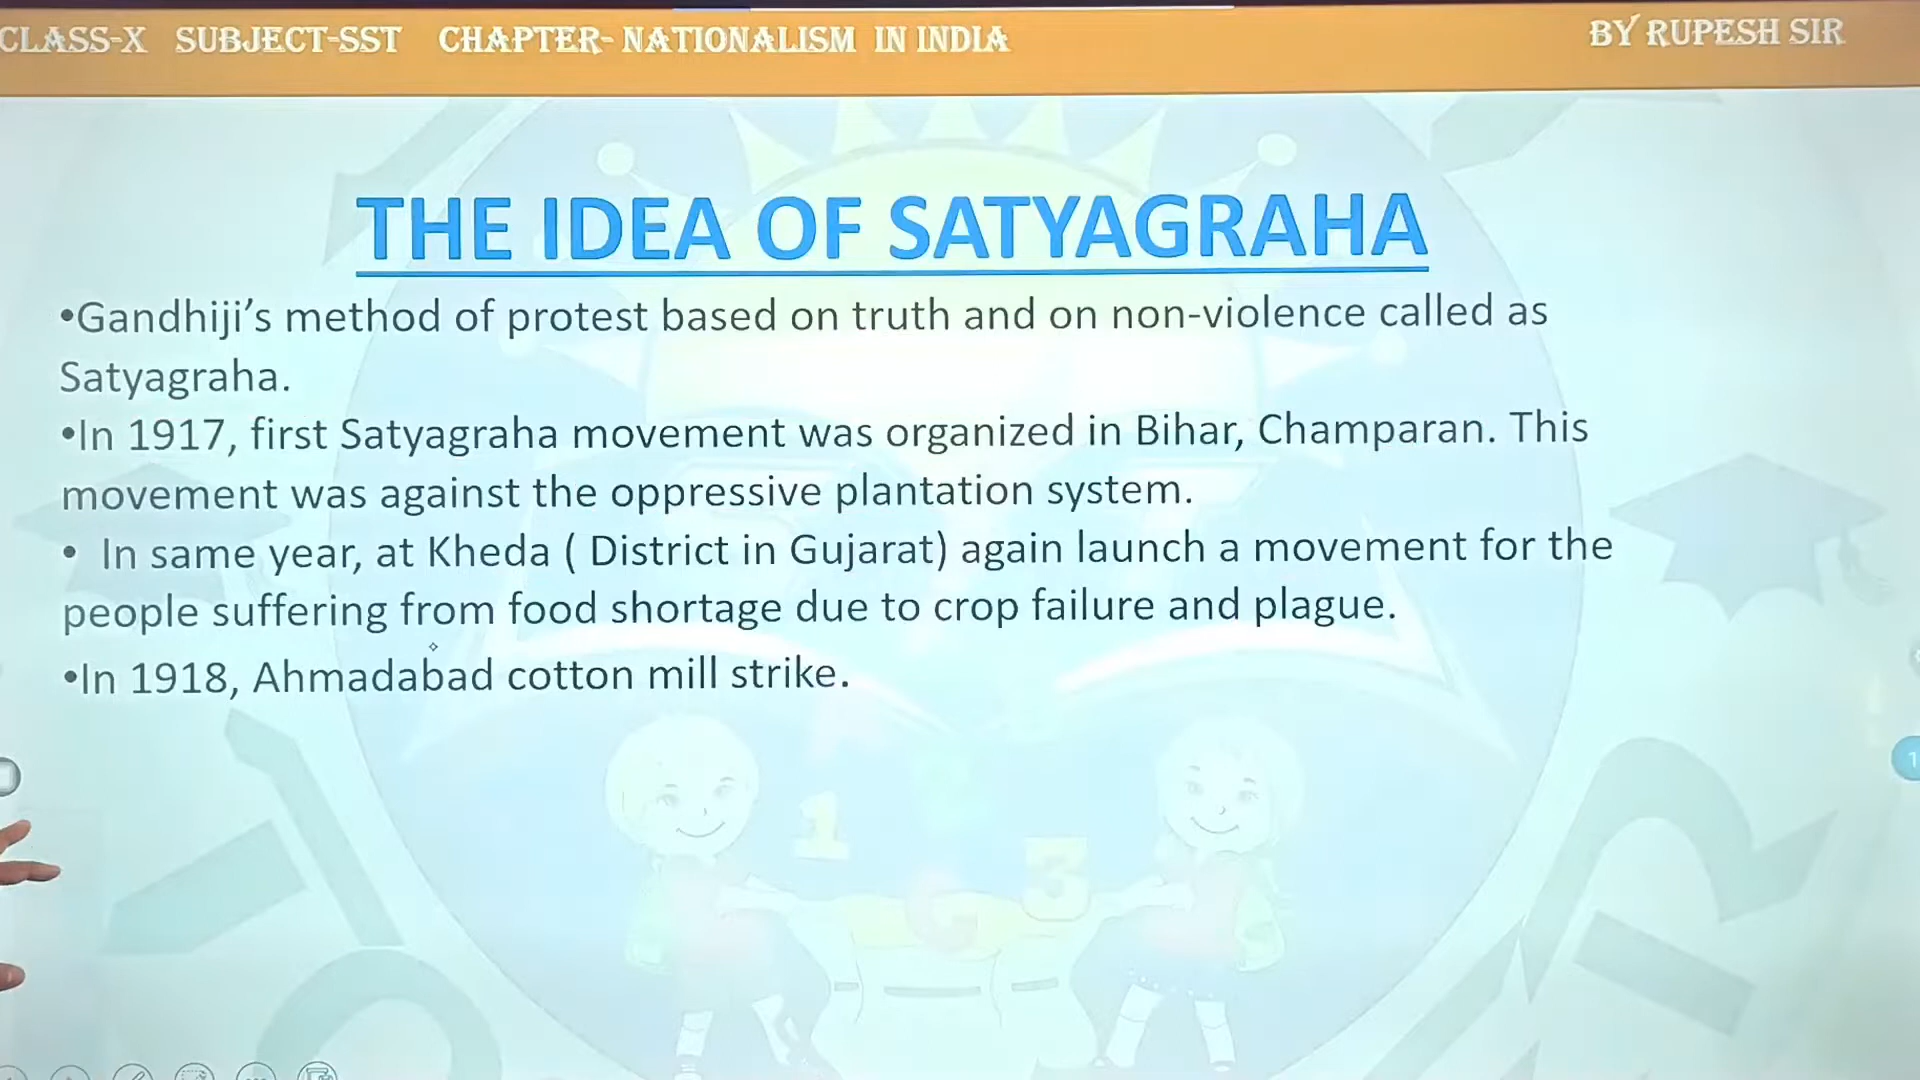 CLASS-X SUBJECT-SST CHAPTER- NATIONALISM IN INDIA BY RUPESH SIR
THE IDEA OF SATYAGRAHA
•Gandhiji's method of protest based on truth and on non-violence called as
Satyagraha.
•In 1917, first Satyagraha movement was organized in Bihar, Champaran. This
movement was against the oppressive plantation system.
• In same year, at Kheda ( District in Gujarat) again launch a movement for the
people suffering from food shortage due to crop failure and plague.
•In 1918, Ahmadabad cotton mill strike.
1
G
3
1